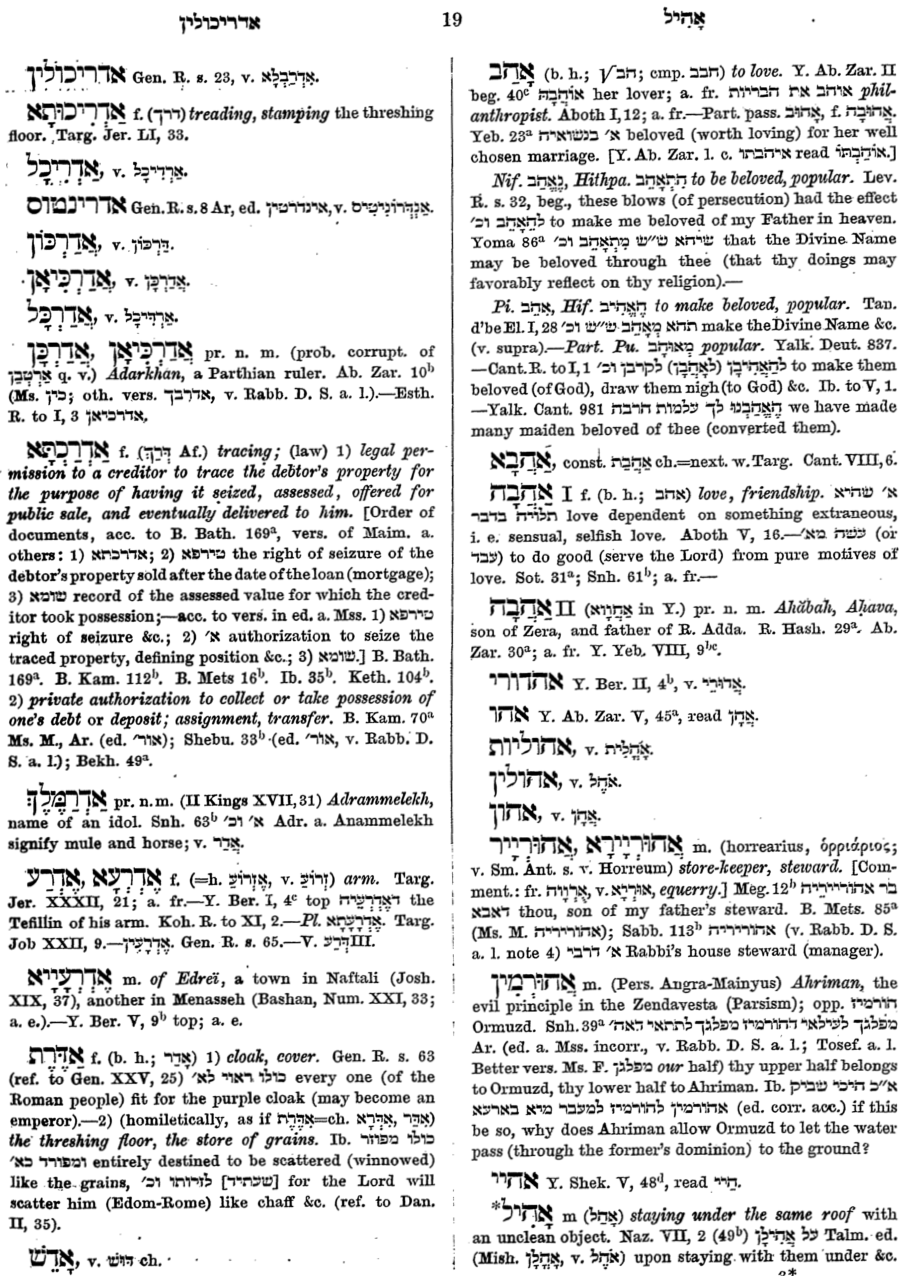 אדריכולין 19 אָהִיל
אדריכולין Gen. R. s. 23, v. אַדְרַבְלָא.
אַדְרִיכוּתָא f. (דרך) treading, stamping the threshing
floor. Targ. Jer. LI, 33.
אַדְרִיכָל, v. אַרְדִּיכָל.
אדרינטוס Gen. R. s. 8 Ar, ed. אינדרטין, v. אַנְדְּרוֹנִיטִיס.
אַדַרְכּוֹן, v. דַּרְכּוֹן.
אַדַרְכְּיאָן, v. אֲדַרְכָן.
אַדַרְכָל, v. אַרְדִּיכָל.
אֲדַרְכָן, אֲדַרְכְּיאָן pr. n. m. (prob. corrupt. of
אַרְטְבָן q. v.) Adarkhan, a Parthian ruler. Ab. Zar. 10b
(Ms. כין; oth. vers. אדרבך, v. Rabb. D. S. a. l.).—Esth.
R. to I, 3 אדרכיאן.
אַדְרַכְתָּא f. (דְּרַךְ Af.) tracing; (law) 1) legal per-
mission to a creditor to trace the debtor's property for
the purpose of having it seized, assessed, offered for
public sale, and eventually delivered to him. [Order of
documents, acc. to B. Bath. 169a, vers. of Maim. a.
others: 1) אדרכתא; 2) טירפא the right of seizure of the
debtor's property sold after the date of the loan (mortgage);
3) שומא record of the assessed value for which the cred-
itor took possession;—acc. to vers. in ed. a. Mss. 1) טירפא
right of seizure &c.; 2) א' authorization to seize the
traced property, defining position &c.; 3) שומא.] B. Bath.
169a. B. Kam. 112b. B. Mets 16b. Ib. 35b. Keth. 104b.
2) private authorization to collect or take possession of
one's debt or deposit; assignment, transfer. B. Kam. 70a
Ms. M., Ar. (ed. אור'); Shebu. 33b (ed. אור', v. Rabb. D.
S. a. l.); Bekh. 49a.
אַדְרַמֶּלֶךְ pr. n. m. (II Kings XVII, 31) Adrammelekh,
name of an idol. Snh. 63b א' וכ' Adr. a. Anammelekh
signify mule and horse; v. אֲדַר.
אֶדְרָעָא, אֶדְרַע f. (=h. אֶזְרוֹעַ, v. זְרוֹעַ) arm. Targ.
Jer. XXXII, 21; a. fr.—Y. Ber. I, 4c top דאֶדְרָעֵיהּ the
Tefillin of his arm. Koh. R. to XI, 2.—Pl. אֶדְרָעָתָא. Targ.
Job XXII, 9.—אֶדְרָעִין. Gen. R. s. 65.—V. דְּרַע III.
אֶדְרָעָיְיא m. of Edreï, a town in Naftali (Josh.
XIX, 37), another in Menasseh (Bashan, Num. XXI, 33;
a. e.).—Y. Ber. V, 9b top; a. e.
אַדֶּרֶת f. (b. h.; אָדַר) 1) cloak, cover. Gen. R. s. 63
(ref. to Gen. XXV, 25) כולו ראוי לא' every one (of the
Roman people) fit for the purple cloak (may become an
emperor).—2) (homiletically, as if אִדֶּרֶת=ch. אִדַּר, אִדְּרָא)
the threshing floor, the store of grains. Ib. כולו מפוזר
ומפורד כא' entirely destined to be scattered (winnowed)
like the grains, [שעתיד] לזרותו וכ' for the Lord will
scatter him (Edom-Rome) like chaff &c. (ref. to Dan.
II, 35).
אָדֵשׁ, v. דּוּשׁ ch.
אָהַב (b. h.; √חב; cmp. חבב) to love. Y. Ab. Zar. II
beg. 40c אוֹהֲבָהּ her lover; a. fr. אוהב את הבריות phil-
anthropist. Aboth I, 12; a. fr.—Part. pass. אָהוּב, f. אֲהוּבָה.
Yeb. 23a א' בנשואיה beloved (worth loving) for her well
chosen marriage. [Y. Ab. Zar. l. c. איהבתו read אוֹהַבְתּוֹ.]
Nif. נֶאֱהַב, Hithpa. הִתְאַהֵב to be beloved, popular. Lev.
R. s. 32, beg., these blows (of persecution) had the effect
לֵהָאֵהֵב וכ' to make me beloved of my Father in heaven.
Yoma 86a שיהא ש"ש מִתְאַהֵב וכ' that the Divine Name
may be beloved through thee (that thy doings may
favorably reflect on thy religion).—
Pi. אִהֵב, Hif. הֶאֱהִיב to make beloved, popular. Tan.
d'be El. I, 28 תהא מְאַהֵב ש"ש וכ' make the Divine Name &c.
(v. supra).—Part. Pu. מְאוּהָב popular. Yalk. Deut. 837.
—Cant. R. to I, 1 לְהַאֲהִיבָן (לְאַהֲבָן) לקרבן וכ' to make them
beloved (of God), draw them nigh (to God) &c. Ib. to V, 1.
—Yalk. Cant. 981 הֶאֱהַבְנוּ לך עלמות הרבה we have made
many maiden beloved of thee (converted them).
אַהֲבָא, const. אַהֲבַת ch.=next. w. Targ. Cant. VIII, 6.
אַהֲבָה I f. (b. h.; אהב) love, friendship. א' שהיא
תלויה בדבר love dependent on something extraneous,
i. e. sensual, selfish love. Aboth V, 16.—עשה מא' (or
עבד) to do good (serve the Lord) from pure motives of
love. Sot. 31a; Snh. 61b; a. fr.—
אַהֲבָה II (אַחֲוָוא in Y.) pr. n. m. Ahăbah, Aḥava,
son of Zera, and father of R. Adda. R. Hash. 29a. Ab.
Zar. 30a; a. fr. Y. Yeb. VIII, 9bc.
אהדורי Y. Ber. II, 4b, v. אֲדוּרֵי.
אהו Y. Ab. Zar. V, 45a, read אֲהָן.
אהוליות, v. אָהֳלִית.
אהולין, v. אֹהֶל.
אהון, v. אֲהָן.
אֲהוּרְיָירָא, אֲהוּרְיָיר m. (horrearius, ὁρριάριος;
v. Sm. Ant. s. v. Horreum) store-keeper, steward. [Com-
ment.: fr. אֻרְוָוה, v. אוּרְיָא, equerry.] Meg. 12b בר אהורייריה
דאבא thou, son of my father's steward. B. Mets. 85a
(Ms. M. אהוריריה); Sabb. 113b אהוריריה (v. Rabb. D. S.
a. l. note 4) א' דרבי Rabbi's house steward (manager).
אֲהוּרְמִין m. (Pers. Angra-Mainyus) Ahriman, the
evil principle in the Zendavesta (Parsism); opp. הורמיז
Ormuzd. Snh. 39a מפלגך לעילאי דהורמיז מפלגך לתתאי דאה'
Ar. (ed. a. Mss. incorr., v. Rabb. D. S. a. l.; Tosef. a. l.
Better vers. Ms. F. מפלגן our half) thy upper half belongs
to Ormuzd, thy lower half to Ahriman. Ib. א"כ היכי שביק
אהורמין להורמיז למעבר מיא בארעא (ed. corr. acc.) if this
be so, why does Ahriman allow Ormuzd to let the water
pass (through the former's dominion) to the ground?
אהיי Y. Shek. V, 48d, read חַיֵּי.
*אָהִיל m (אָהַל) staying under the same roof with
an unclean object. Naz. VII, 2 (49b) על אֲהִילָן Talm. ed.
(Mish. אָהֳלָן, v. אֹהֶל) upon staying with them under &c.